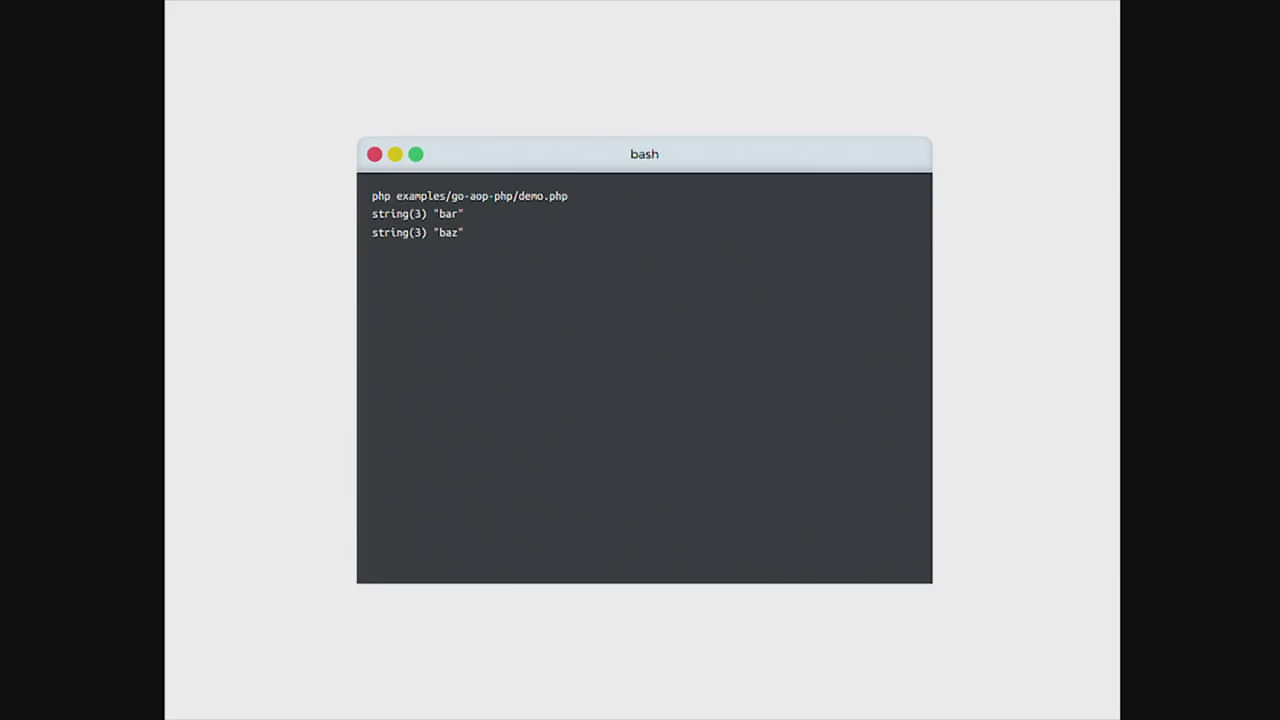 bash
php examples/go-aop-php/demo.php
string(3) "bar"
string(3) "baz"